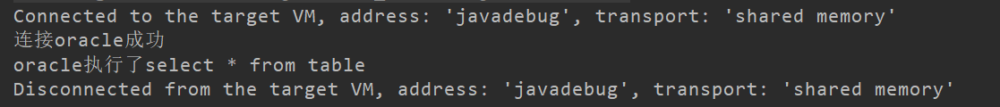 Connected to the target VM, address: 'javadebug', transport: 'shared memory'
连接oracle成功
oracle执行了select * from table
Disconnected from the target VM, address: 'javadebug', transport: 'shared memory'